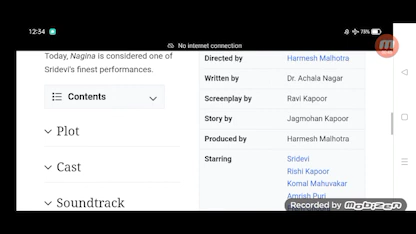 12:34
78%
No internet connection
Today, Nagina is considered one of
Sridevi's finest performances.
Contents
Plot
Cast
Soundtrack
Directed by Harmesh Malhotra
Written by Dr. Achala Nagar
Screenplay by Ravi Kapoor
Story by Jagmohan Kapoor
Produced by Harmesh Malhotra
Starring Sridevi
Rishi Kapoor
Komal Mahuvakar
Amrish Puri
Recorded by
MOBIZEN